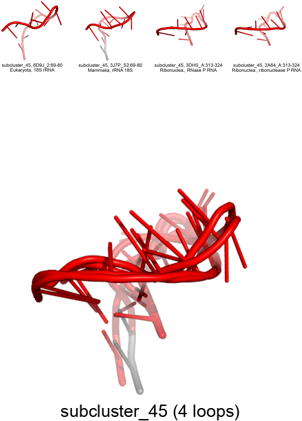 subcluster_45, 6D9J_2:69-80
Eukaryota, 18S rRNA
subcluster_45, 3J7P_S2:69-80
Mammalia, rRNA 18S
subcluster_45, 3DHS_A:313-324
Ribonuclea , RNase P RNA
subcluster_45, 2A64_A:313-324
Ribonuclea , ribonuclease P RNA
subcluster_45 (4 loops)